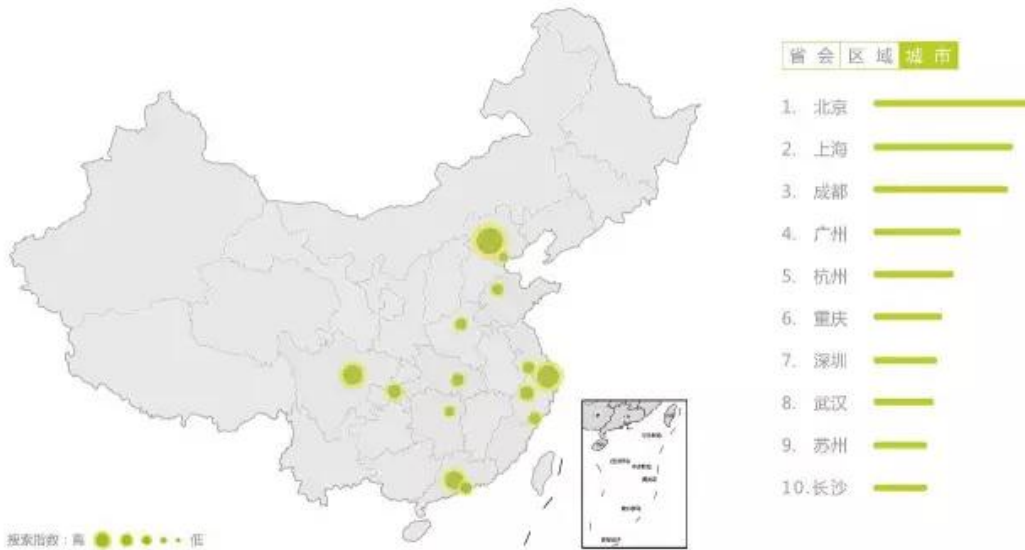 省会 区域 城市
1. 北京
2. 上海
3. 成都
4. 广州
5. 杭州
6. 重庆
7. 深圳
8. 武汉
9. 苏州
10.长沙
搜索指数：高 低